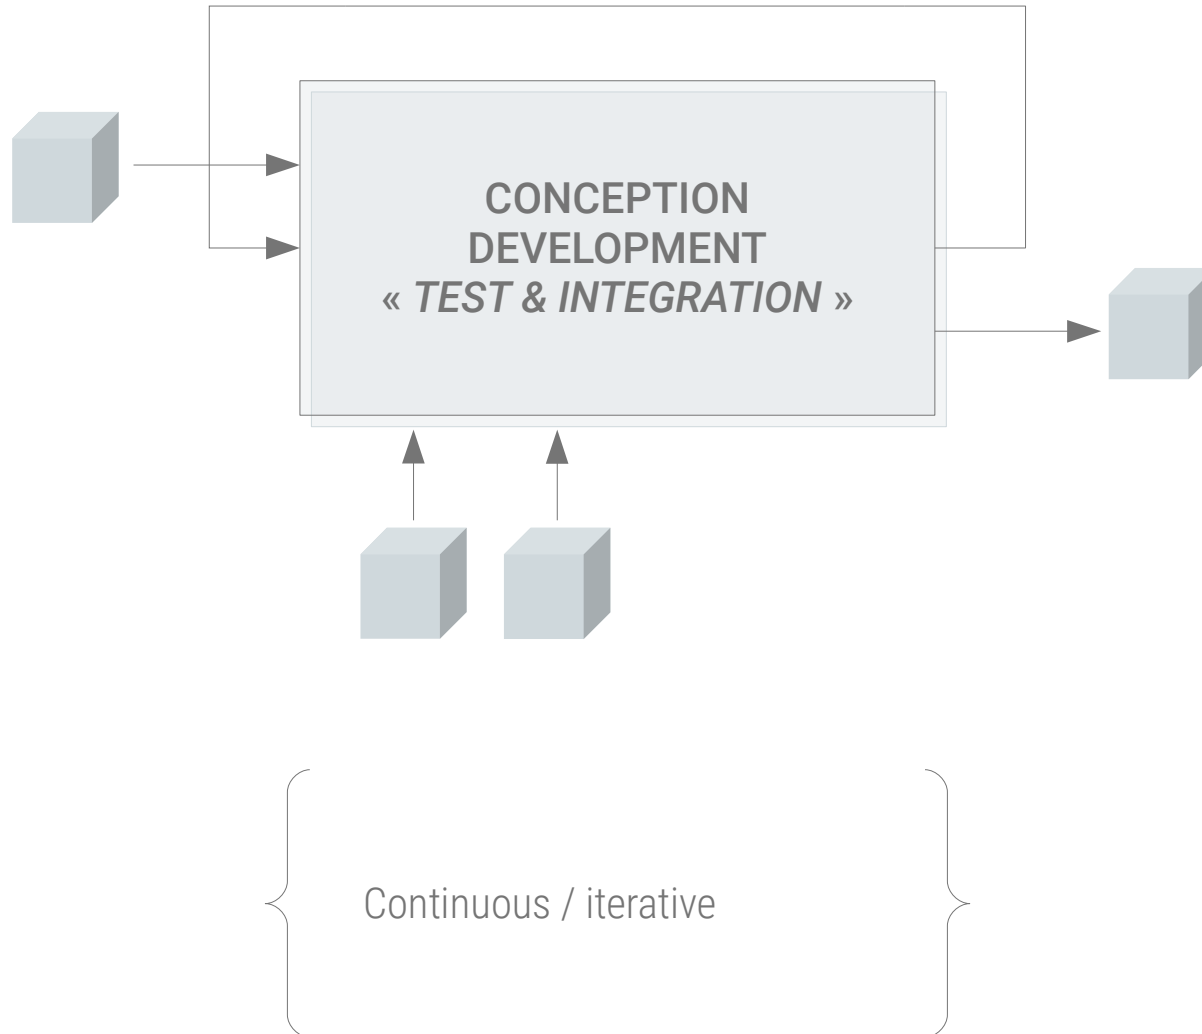 CONCEPTION
DEVELOPMENT
« TEST & INTEGRATION »
Continuous / iterative